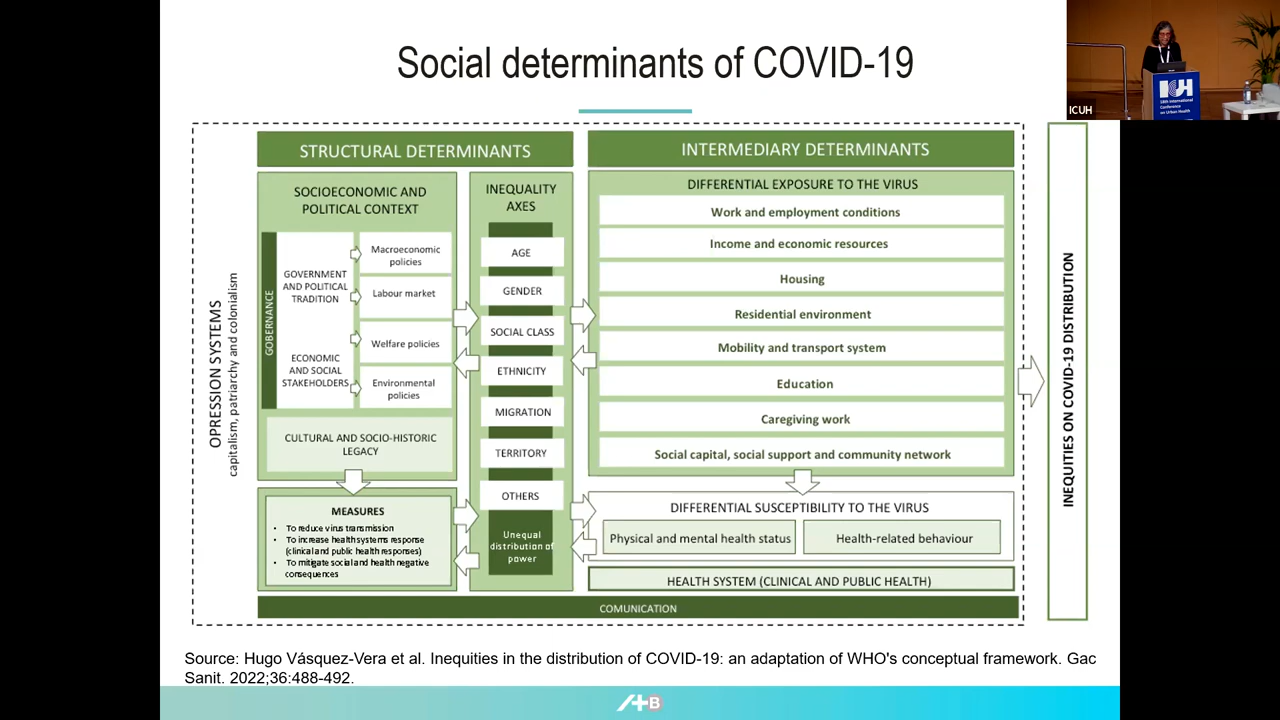 Social determinants of COVID-19
ICUH
ICUH
18th International
Conference
on Urban Health
OPRESSION SYSTEMS
capitalism, patriarchy and colonialism
STRUCTURAL DETERMINANTS
SOCIOECONOMIC AND
POLITICAL CONTEXT
GOBERNANCE
GOVERNMENT
AND POLITICAL
TRADITION
ECONOMIC
AND SOCIAL
STAKEHOLDERS
Macroeconomic
policies
Labour market
Welfare policies
Environmental
policies
CULTURAL AND SOCIO-HISTORIC
LEGACY
MEASURES
• To reduce virus transmission
• To increase health systems response
(clinical and public health responses)
• To mitigate social and health negative
consequences
INEQUALITY
AXES
AGE
GENDER
SOCIAL CLASS
ETHNICITY
MIGRATION
TERRITORY
OTHERS
Unequal
distribution of
power
INTERMEDIARY DETERMINANTS
DIFFERENTIAL EXPOSURE TO THE VIRUS
Work and employment conditions
Income and economic resources
Housing
Residential environment
Mobility and transport system
Education
Caregiving work
Social capital, social support and community network
DIFFERENTIAL SUSCEPTIBILITY TO THE VIRUS
Physical and mental health status
Health-related behaviour
HEALTH SYSTEM (CLINICAL AND PUBLIC HEALTH)
COMUNICATION
INEQUITIES ON COVID-19 DISTRIBUTION
Source: Hugo Vásquez-Vera et al. Inequities in the distribution of COVID-19: an adaptation of WHO's conceptual framework. Gac
Sanit. 2022;36:488-492.